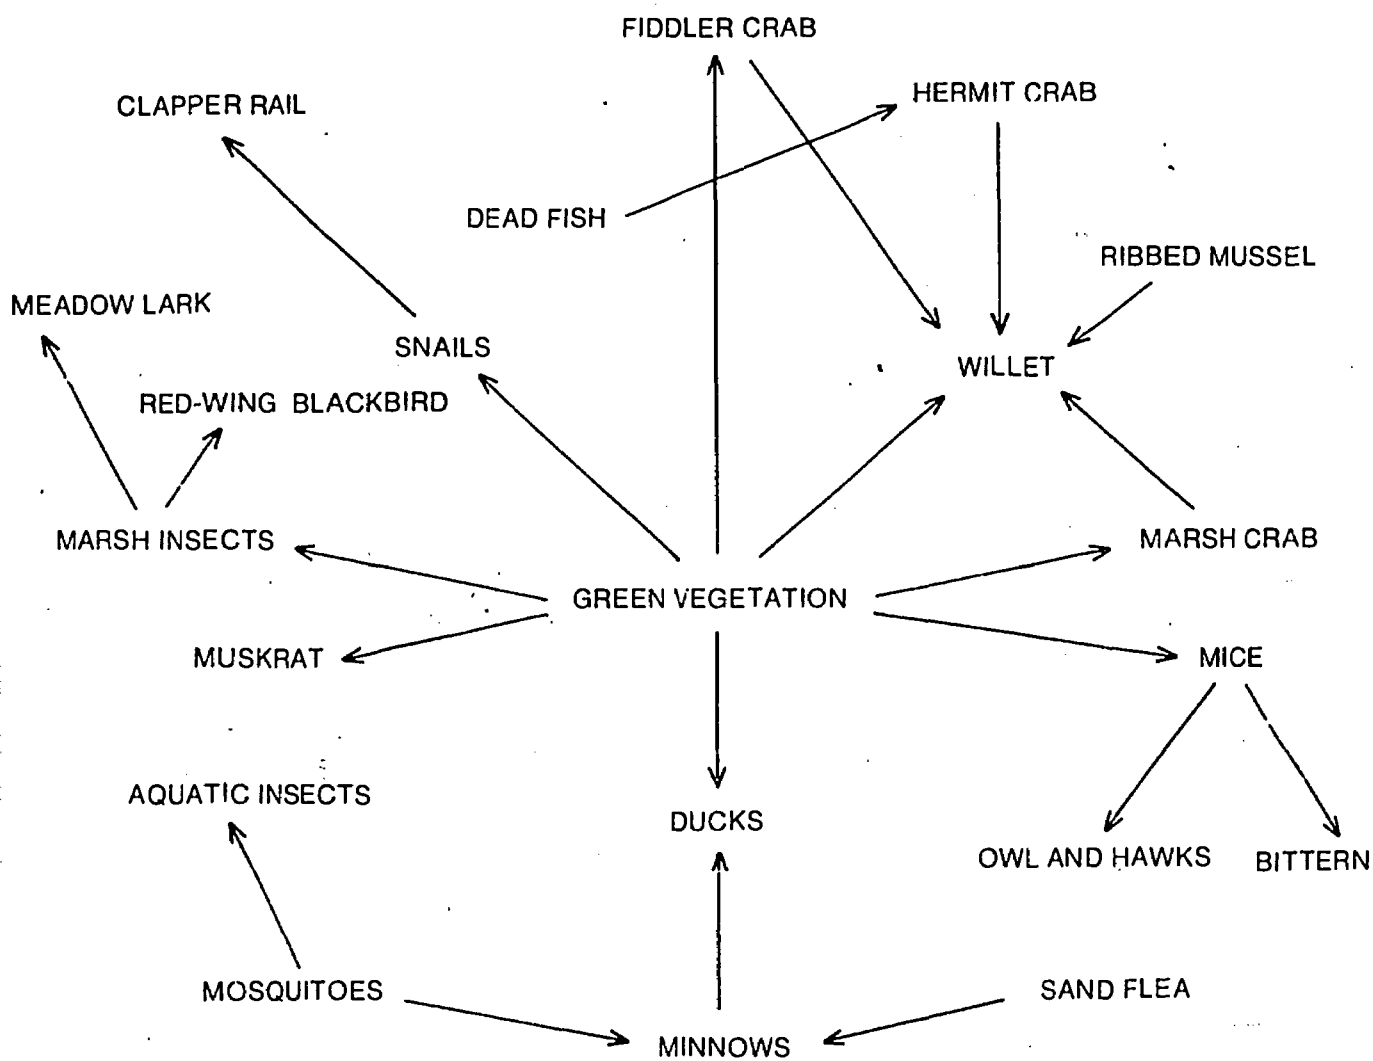 FIDDLER CRAB
HERMIT CRAB
CLAPPER RAIL
DEAD FISH
RIBBED MUSSEL
MEADOW LARK
SNAILS
WILLET
RED-WING BLACKBIRD
MARSH INSECTS
MARSH CRAB
GREEN VEGETATION
MUSKRAT
MICE
AQUATIC INSECTS
DUCKS
OWL AND HAWKS
BITTERN
MOSQUITOES
SAND FLEA
MINNOWS